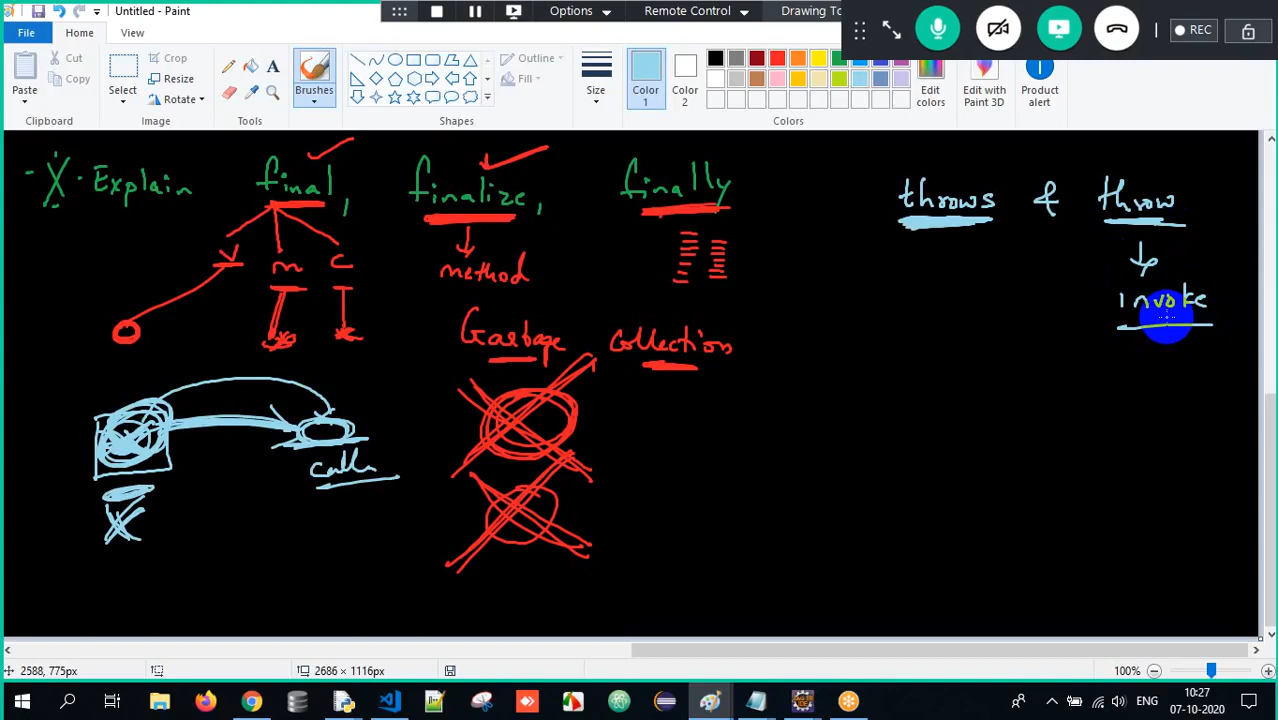 Untitled - Paint
Options
Remote Control
Drawing To
REC
File
Home
View
Paste
Cut
Copy
Clipboard
Select
Crop
Resize
Rotate
Image
A
Tools
Brushes
Outline
Fill
Shapes
Size
Color
1
Color
2
Colors
Edit
colors
Edit with
Paint 3D
Product
alert
Explain final, finalize, finally
throws & throw
V m C
method
invoke
Garbage Collection
2588, 775px
2686 × 1116px
100%
ENG
10:27
07-10-2020